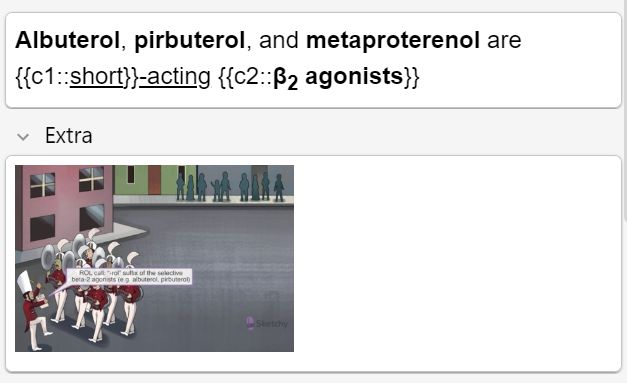 Albuterol, pirbuterol, and metaproterenol are
{{c1::short}}-acting {{c2::β₂ agonists}}
Extra
ROL call: "-rol" suffix of the selective
beta-2 agonists (e.g. albuterol, pirbuterol)
Sketchy